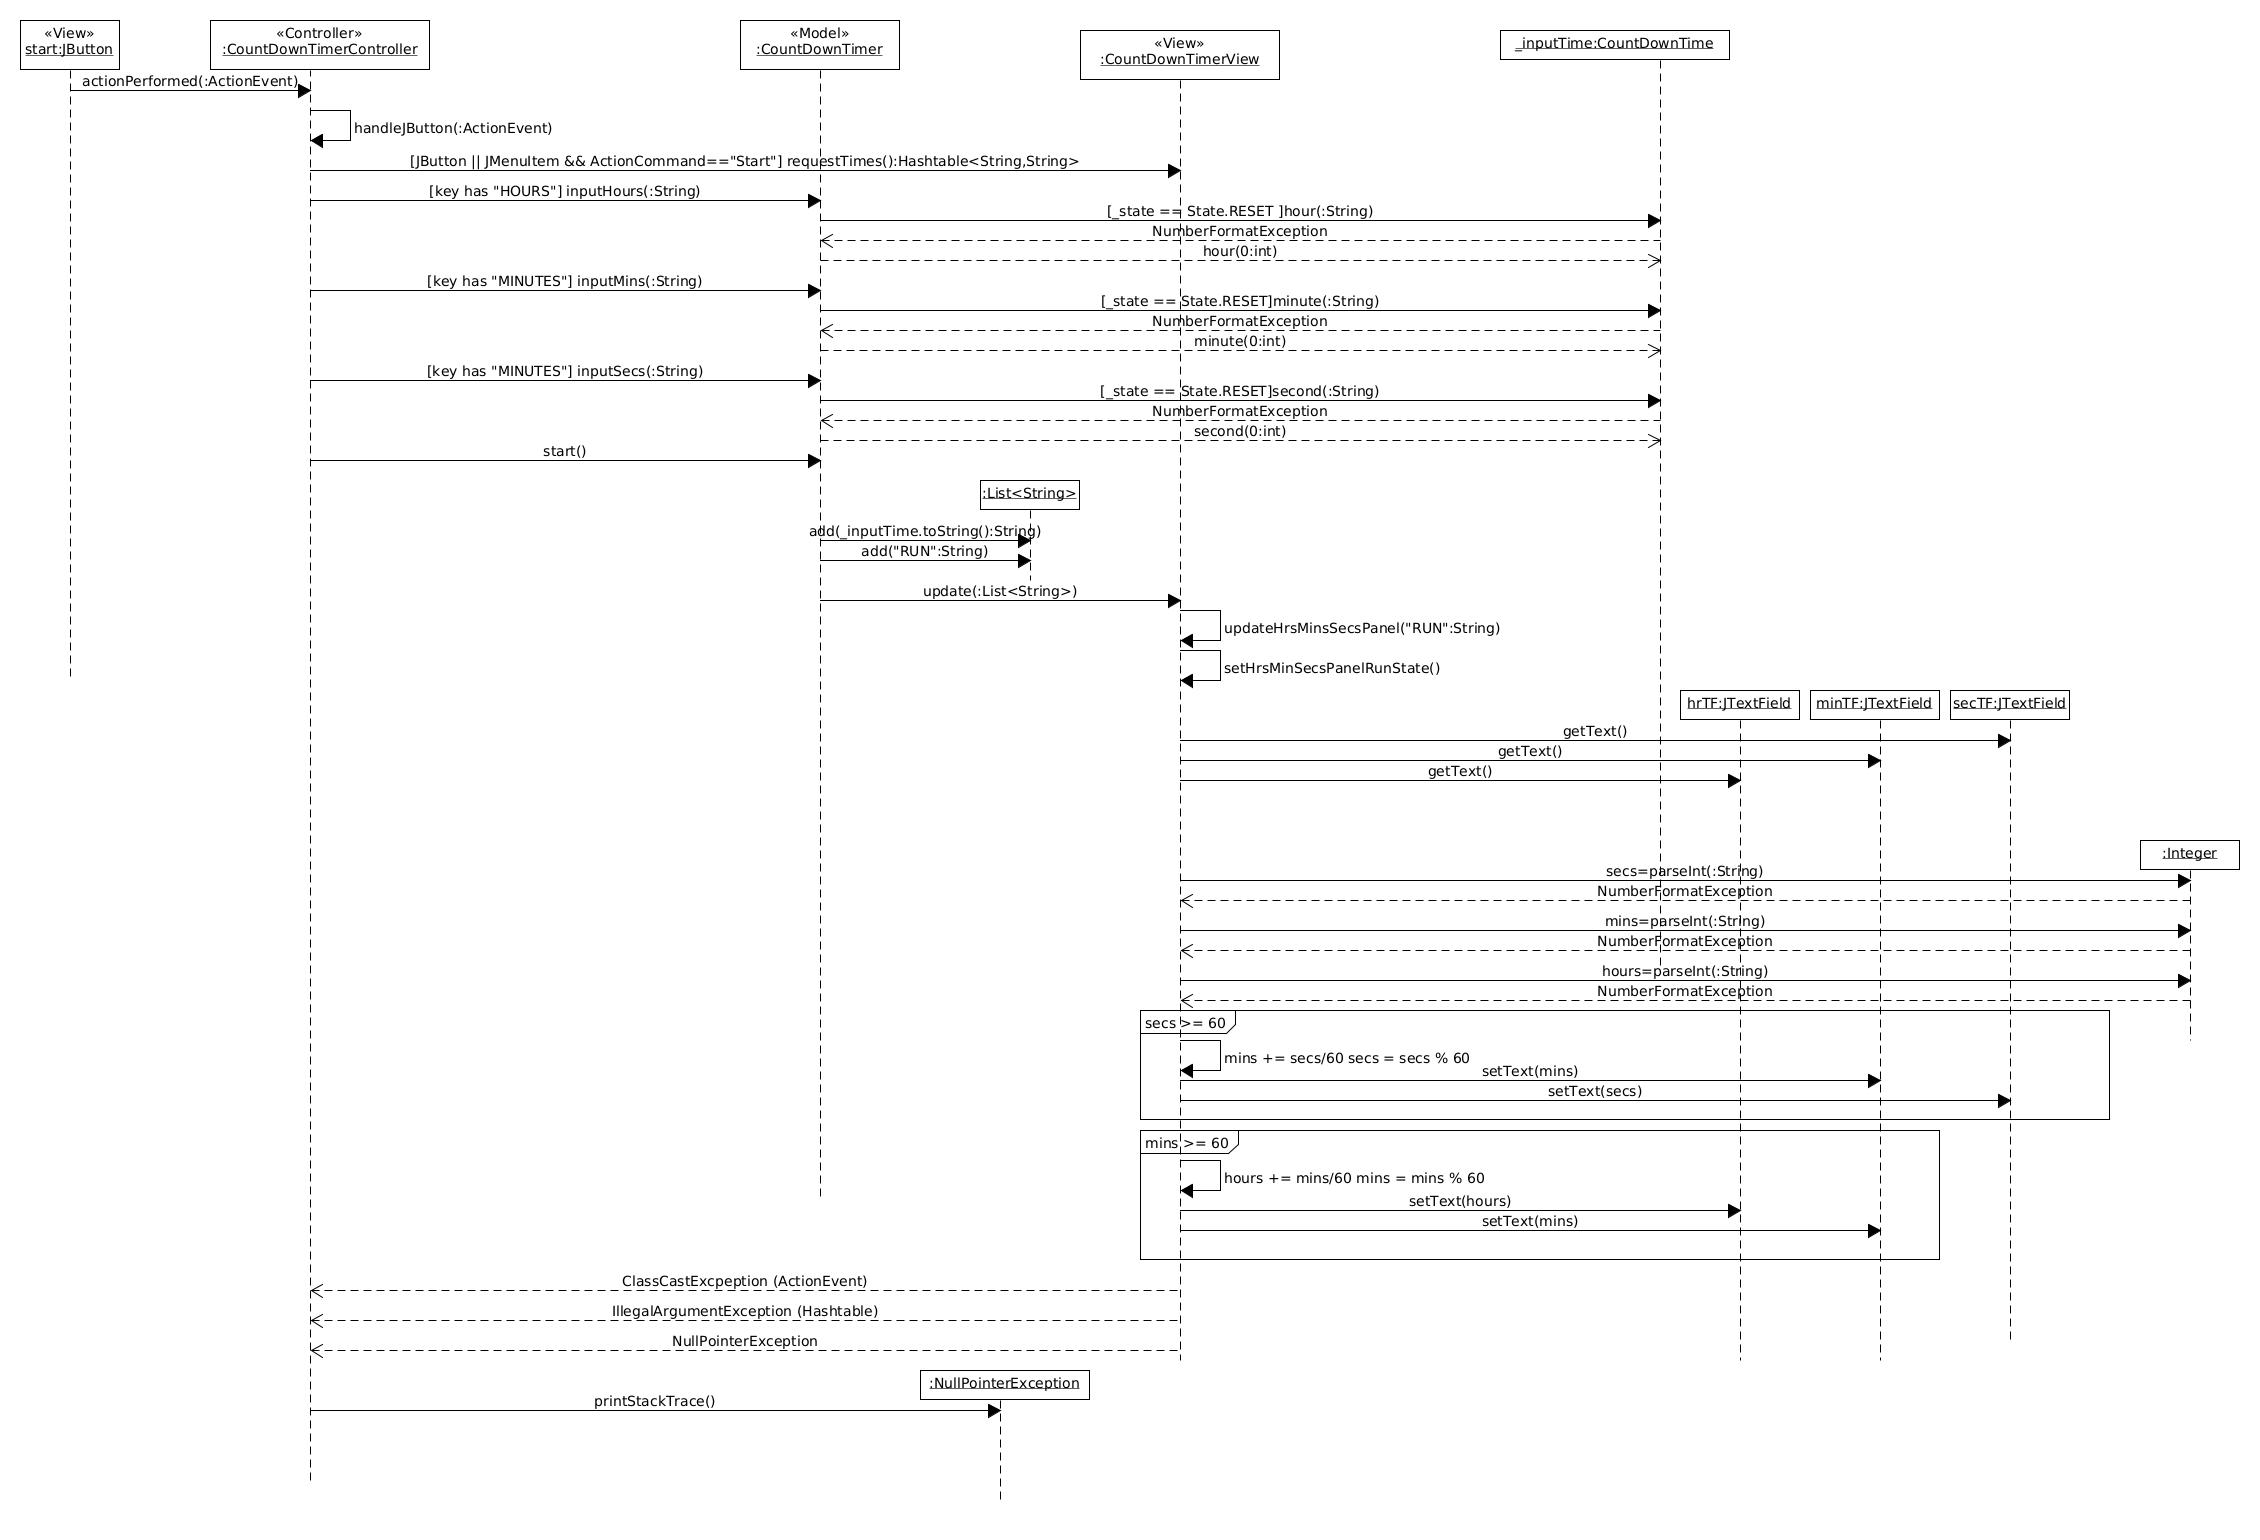 «View»
start:JButton
«Controller»
:CountDownTimerController
«Model»
:CountDownTimer
«View»
:CountDownTimerView
_inputTime:CountDownTime
actionPerformed(:ActionEvent)
handleJButton(:ActionEvent)
[JButton || JMenuItem && ActionCommand=="Start"] requestTimes():Hashtable<String,String>
[key has "HOURS"] inputHours(:String)
[_state == State.RESET ]hour(:String)
NumberFormatException
hour(0:int)
[key has "MINUTES"] inputMins(:String)
[_state == State.RESET]minute(:String)
NumberFormatException
minute(0:int)
[key has "MINUTES"] inputSecs(:String)
[_state == State.RESET]second(:String)
NumberFormatException
second(0:int)
start()
:List<String>
add(_inputTime.toString():String)
add("RUN":String)
update(:List<String>)
updateHrsMinsSecsPanel("RUN":String)
setHrsMinSecsPanelRunState()
hrTF:JTextField
minTF:JTextField
secTF:JTextField
getText()
getText()
getText()
:Integer
secs=parseInt(:String)
NumberFormatException
mins=parseInt(:String)
NumberFormatException
hours=parseInt(:String)
NumberFormatException
secs >= 60
mins += secs/60 secs = secs % 60
setText(mins)
setText(secs)
mins >= 60
hours += mins/60 mins = mins % 60
setText(hours)
setText(mins)
ClassCastExcpeption (ActionEvent)
IllegalArgumentException (Hashtable)
NullPointerException
:NullPointerException
printStackTrace()